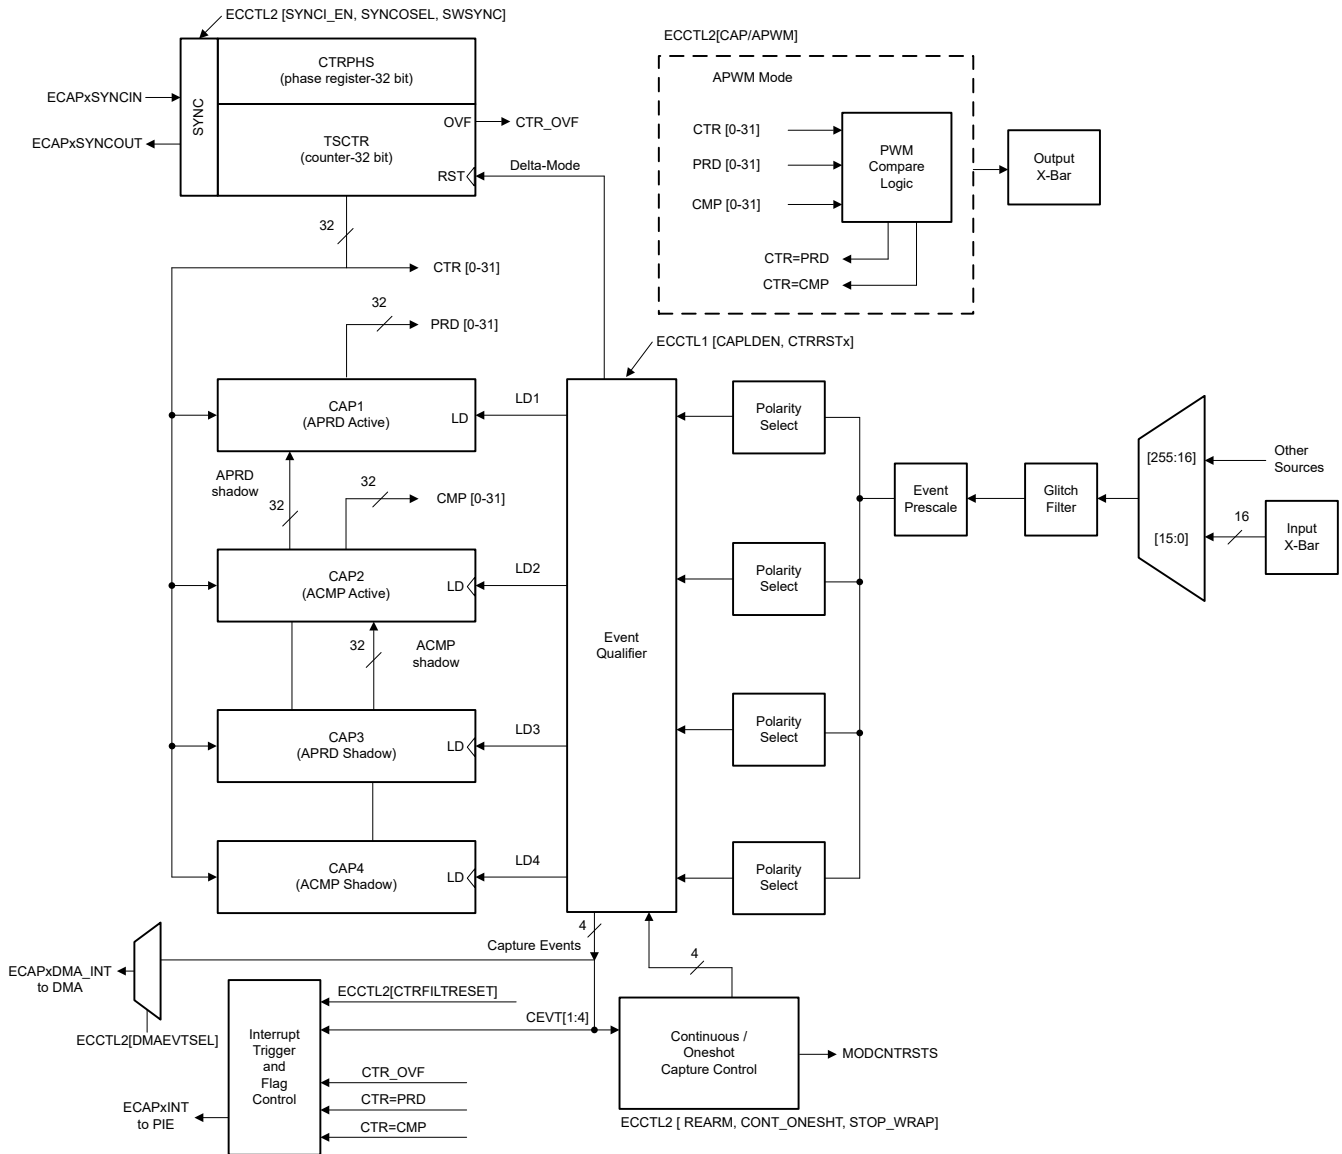 ECCTL2 [SYNCI_EN, SYNCOSEL, SWSYNC]
CTRPHS
(phase register-32 bit)
SYNC
ECAPxSYNCIN
ECAPxSYNCOUT
OVF
CTR_OVF
TSCTR
(counter-32 bit)
RST
Delta-Mode
32
CTR [0-31]
32
PRD [0-31]
ECCTL2[CAP/APWM]
APWM Mode
CTR [0-31]
PRD [0-31]
CMP [0-31]
PWM
Compare
Logic
CTR=PRD
CTR=CMP
Output
X-Bar
ECCTL1 [CAPLDEN, CTRRSTx]
CAP1
(APRD Active)
LD
LD1
APRD
shadow
32
32
CMP [0-31]
CAP2
(ACMP Active)
LD
LD2
32
ACMP
shadow
CAP3
(APRD Shadow)
LD
LD3
CAP4
(ACMP Shadow)
LD
LD4
Event
Qualifier
Polarity
Select
Polarity
Select
Polarity
Select
Polarity
Select
Event
Prescale
Glitch
Filter
[255:16]
[15:0]
Other
Sources
16
Input
X-Bar
4
Capture Events
4
ECAPxDMA_INT
to DMA
ECCTL2[DMAEVTSEL]
ECCTL2[CTRFILTRESET]
CEVT[1:4]
Interrupt
Trigger
and
Flag
Control
CTR_OVF
CTR=PRD
CTR=CMP
ECAPxINT
to PIE
Continuous /
Oneshot
Capture Control
MODCNTRSTS
ECCTL2 [ REARM, CONT_ONESHT, STOP_WRAP]